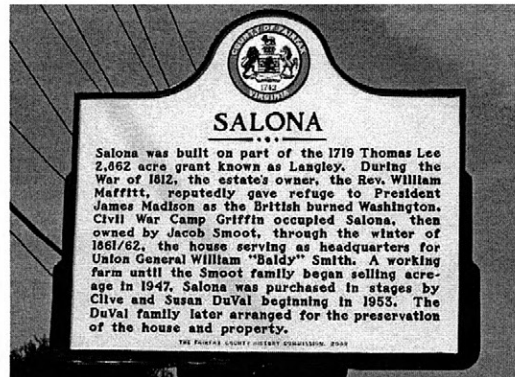 COUNTY OF FAIRFAX
1742
VIRGINIA
SALONA
Salona was built on part of the 1719 Thomas Lee
2,862 acre grant known as Langley. During the
War of 1812, the estate's owner, the Rev. William
Maffitt, reputedly gave refuge to President
James Madison as the British burned Washington.
Civil War Camp Griffin occupied Salona, then
owned by Jacob Smoot, through the winter of
1861/62, the house serving as headquarters for
Union General William "Baldy" Smith. A working
farm until the Smoot family began selling acre-
age in 1947, Salona was purchased in stages by
Clive and Susan DuVal beginning in 1953. The
DuVal family later arranged for the preservation
of the house and property.
THE FAIRFAX COUNTY HISTORY COMMISSION,